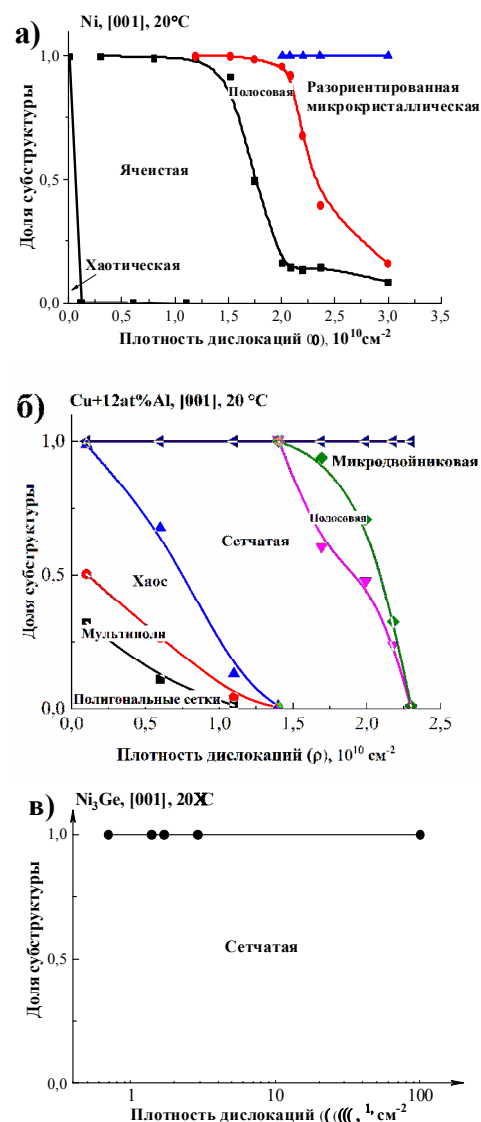 а)
Ni, [001], 20°C
Доля субструктуры
1,0
0,5
0,0
Полосовая
Разориентированная
микрокристаллическая
Ячеистая
Хаотическая
0,0 0,5 1,0 1,5 2,0 2,5 3,0 3,5
Плотность дислокаций 10¹⁰см⁻²
б)
Cu+12at%Al, [001], 20 °C
Доля субструктуры
1,0
0,5
0,0
Микродвойниковая
Полосовая
Сетчатая
Хаос
Мультиполи
Полигональные сетки
0,0 0,5 1,0 1,5 2,0 2,5
Плотность дислокаций (ρ), 10¹⁰ см⁻²
в)
Ni₃Ge, [001], 20
Доля субструктуры
1,0
0,5
0,0
Сетчатая
1 10 100
Плотность дислокаций см⁻²